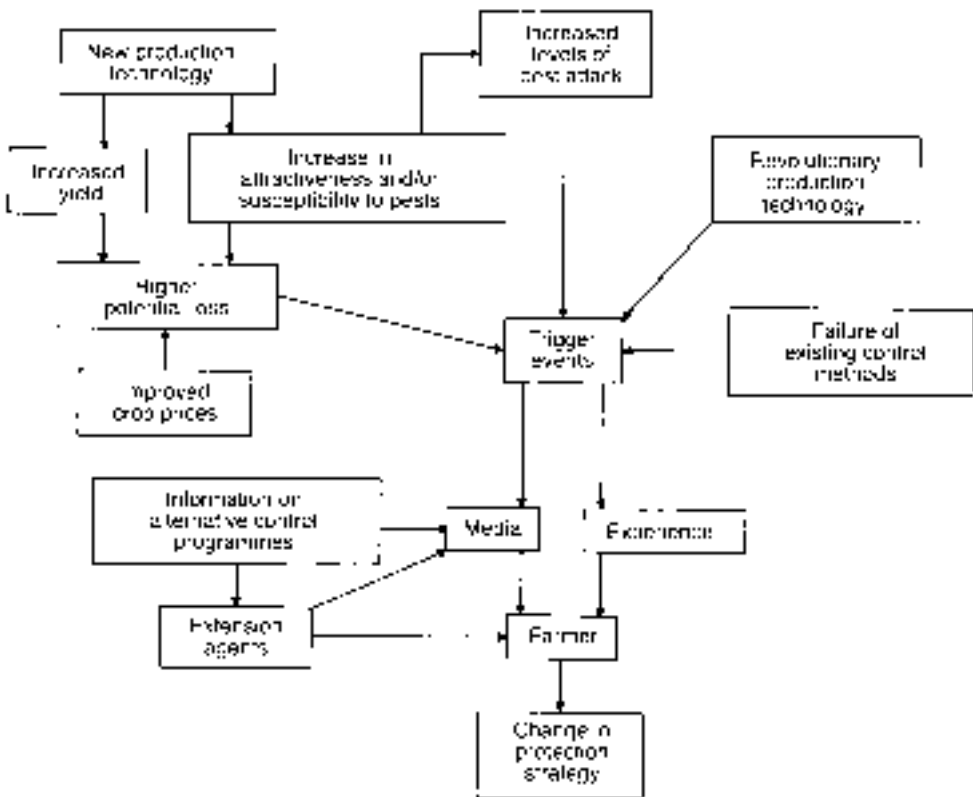 New production
technology
Increased
levels of
pest attack
Increased
yield
Increase in
attractiveness and/or
susceptibility to pests
Revolutionary
production
technology
Higher
potential loss
Trigger
events
Failure of
existing control
methods
Improved
crop prices
Information on
alternative control
programmes
Media
Experience
Extension
agents
Farmer
Change in
protection
strategy